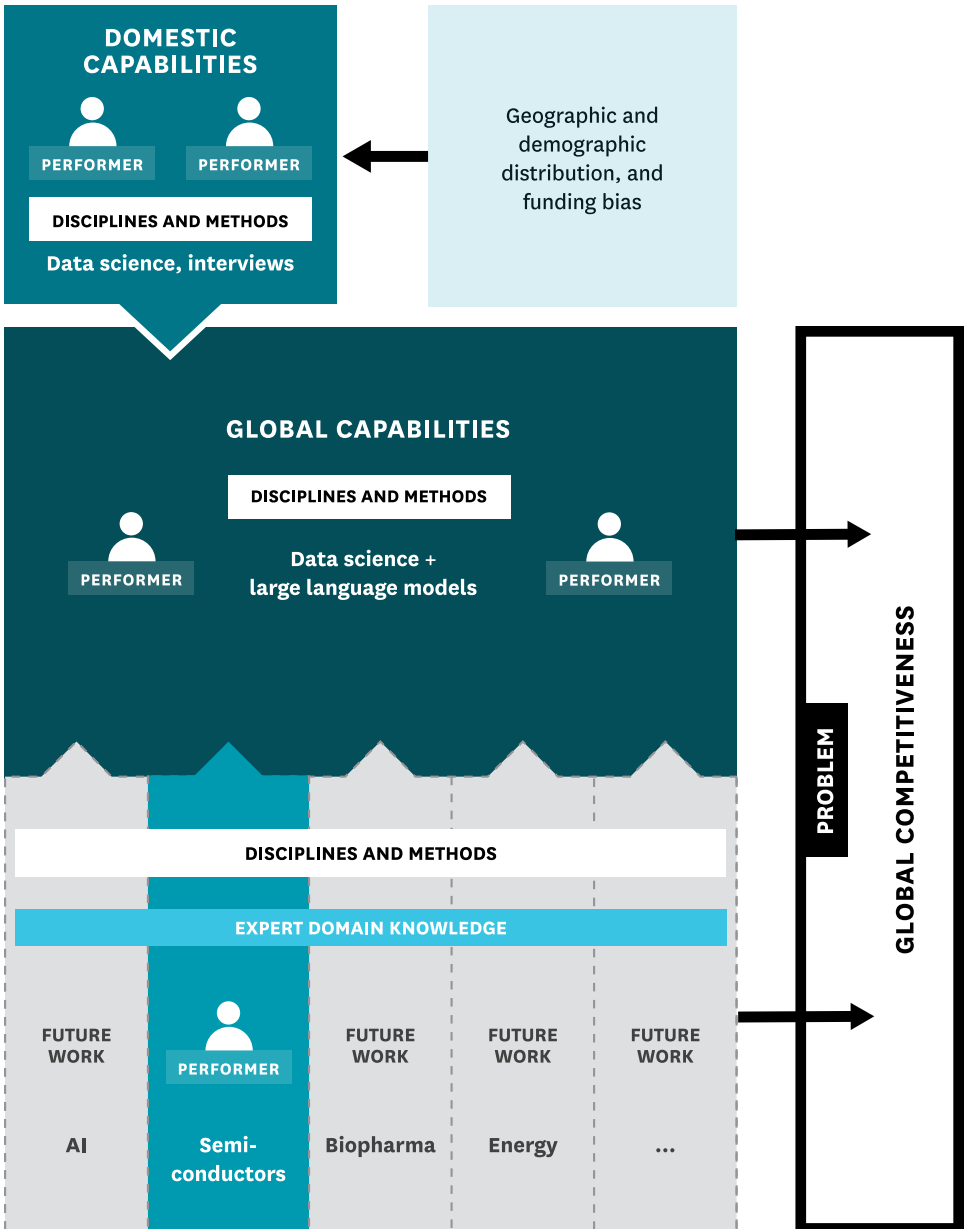 DOMESTIC
CAPABILITIES
PERFORMER
PERFORMER
DISCIPLINES AND METHODS
Data science, interviews
Geographic and
demographic
distribution, and
funding bias
GLOBAL CAPABILITIES
DISCIPLINES AND METHODS
PERFORMER
Data science +
large language models
PERFORMER
DISCIPLINES AND METHODS
EXPERT DOMAIN KNOWLEDGE
FUTURE
WORK
AI
PERFORMER
Semi-
conductors
FUTURE
WORK
Biopharma
FUTURE
WORK
Energy
FUTURE
WORK
...
PROBLEM
GLOBAL COMPETITIVENESS